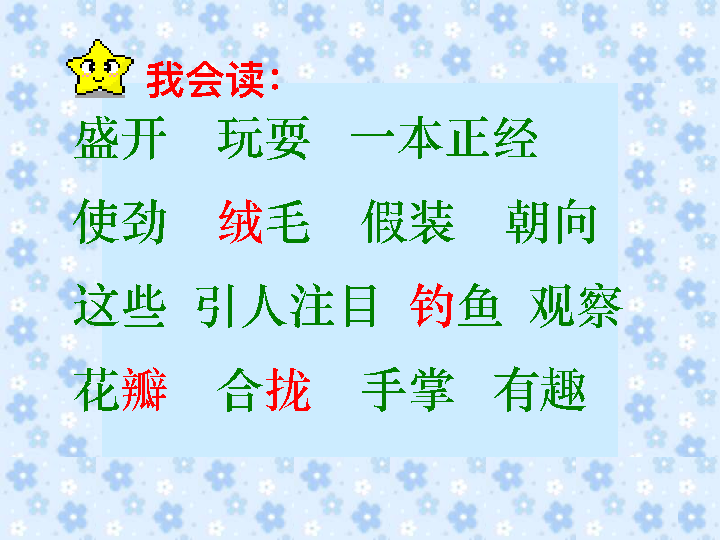 我会读：
盛开 玩耍 一本正经
使劲 绒毛 假装 朝向
这些 引人注目 钓鱼 观察
花瓣 合拢 手掌 有趣